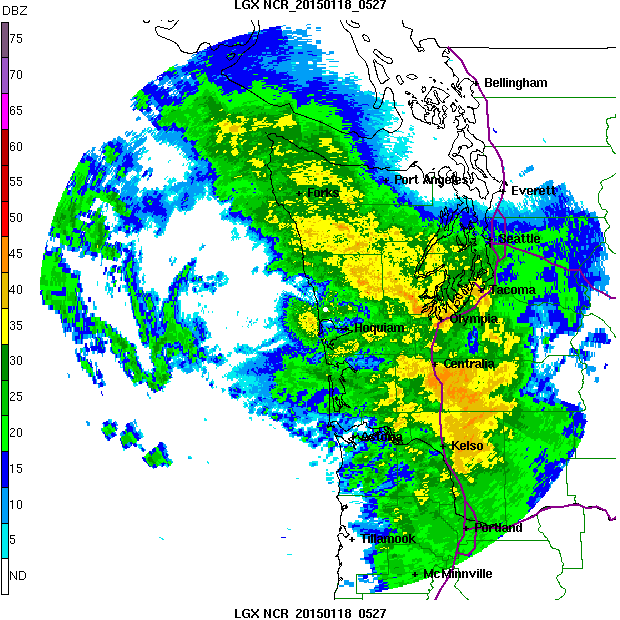 LGX NCR_20150118_0527
DBZ
75
70
65
60
55
50
45
40
35
30
25
20
15
10
5
ND
Bellingham
Port Angeles
Everett
Forks
Seattle
Tacoma
Olympia
Hoquiam
Centralia
Astoria
Kelso
Portland
Tillamook
McMinnville
LGX NCR_20150118_0527